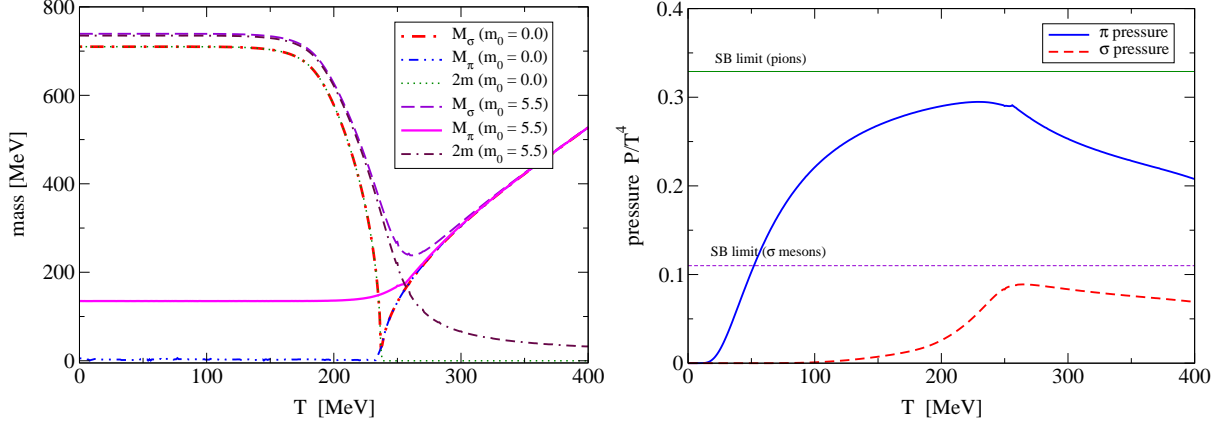 800
600
400
200
0
mass [MeV]
0 100 200 300 400
T [MeV]
M_σ (m_0 = 0.0)
M_π (m_0 = 0.0)
2m (m_0 = 0.0)
M_σ (m_0 = 5.5)
M_π (m_0 = 5.5)
2m (m_0 = 5.5)
0.4
0.3
0.2
0.1
0
pressure P/T^4
π pressure
σ pressure
SB limit (pions)
SB limit (σ mesons)
0 100 200 300 400
T [MeV]